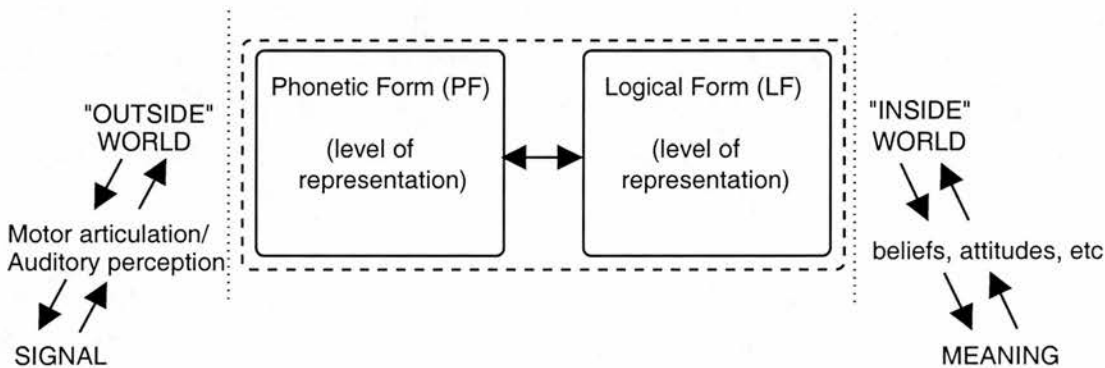 Phonetic Form (PF)
(level of
representation)
Logical Form (LF)
(level of
representation)
"OUTSIDE"
WORLD
Motor articulation/
Auditory perception
SIGNAL
"INSIDE"
WORLD
beliefs, attitudes, etc
MEANING